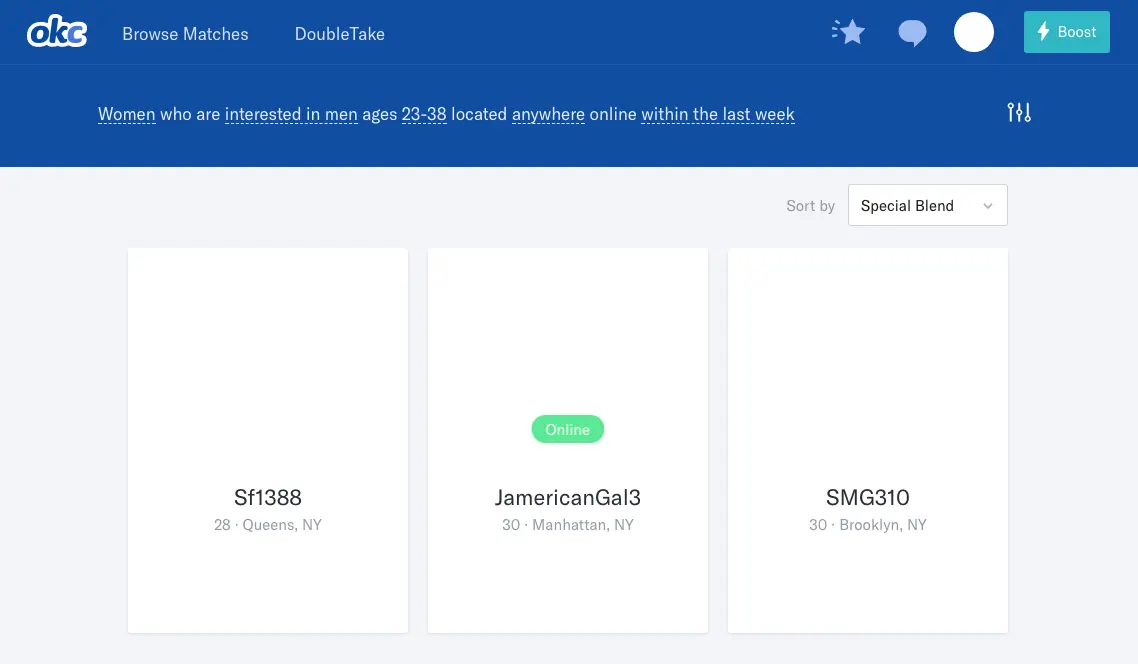 okc Browse Matches DoubleTake Boost
Women who are interested in men ages 23-38 located anywhere online within the last week
Sort by Special Blend
Online
Sf1388 JamericanGal3 SMG310
28 · Queens, NY 30 · Manhattan, NY 30 · Brooklyn, NY